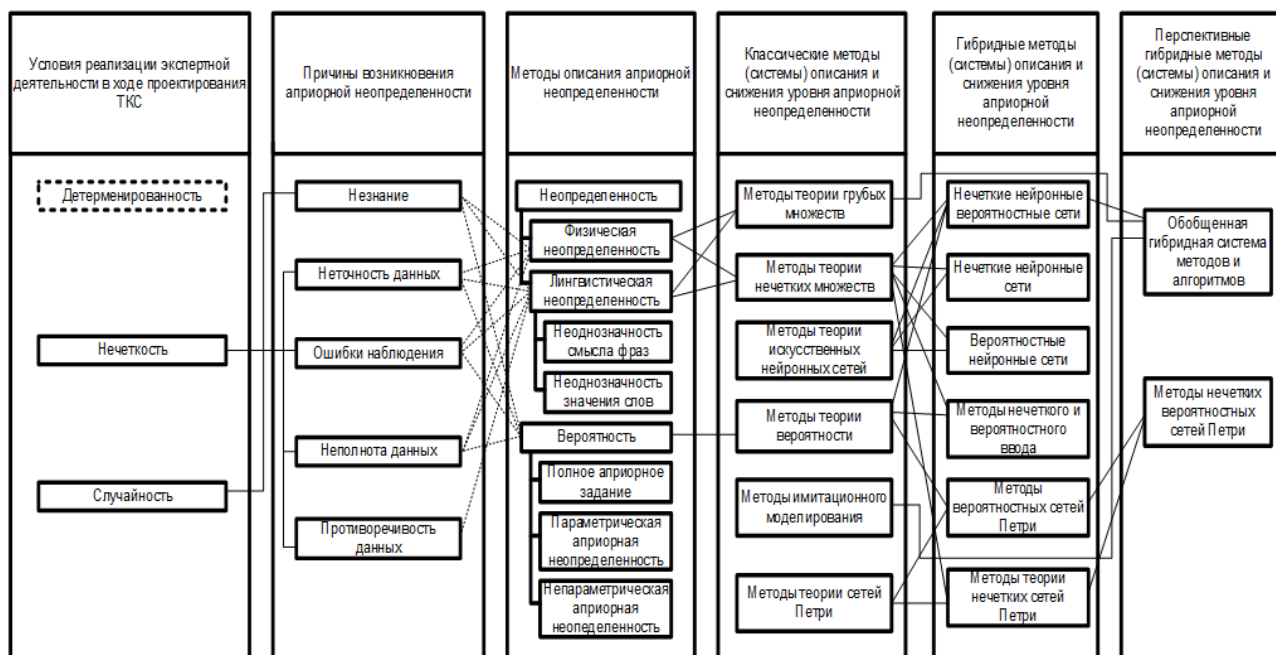 Условия реализации экспертной
деятельности в ходе проектирования
ТКС
Детерменированность
Нечеткость
Случайность
Причины возникновения
априорной неопределенности
Незнание
Неточность данных
Ошибки наблюдения
Неполнота данных
Противоречивость
данных
Методы описания априорной
неопределенности
Неопределенность
Физическая
неопределенность
Лингвистическая
неопределенность
Неоднозначность
смысла фраз
Неоднозначность
значения слов
Вероятность
Полное априорное
задание
Параметрическая
априорная
неопределенность
Непараметрическая
априорная
неопеделенность
Классические методы
(системы) описания и
снижения уровня априорной
неопределенности
Методы теории грубых
множеств
Методы теории
нечетких множеств
Методы теории
искусственных
нейронных сетей
Методы теории
вероятности
Методы имитационного
моделирования
Методы теории сетей
Петри
Гибридные методы
(системы) описания и
снижения уровня
априорной
неопределенности
Нечеткие нейронные
вероятностные сети
Нечеткие нейронные
сети
Вероятностные
нейронные сети
Методы нечеткого и
вероятностного
ввода
Методы
вероятностных сетей
Петри
Методы теории
нечетких сетей
Петри
Перспективные
гибридные методы
(системы) описания и
снижения уровня
априорной
неопределенности
Обобщенная
гибридная система
методов и
алгоритмов
Методы нечетких
вероятностных
сетей Петри